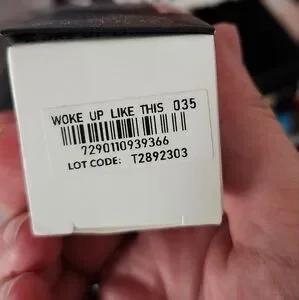 WOKE UP LIKE THIS 035
7290110939366
LOT CODE: T2892303